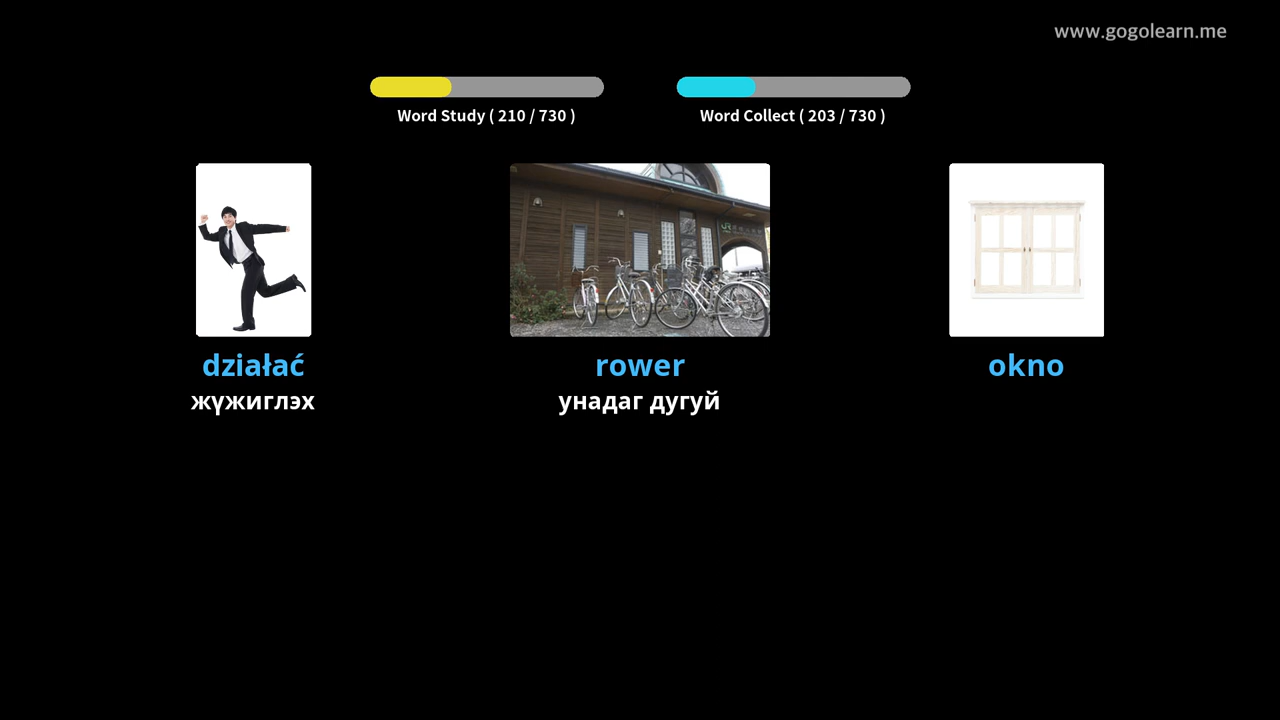 www.gogolearn.me
Word Study ( 210 / 730 )
Word Collect ( 203 / 730 )
działać
rower
okno
жүжиглэх
унадаг дугуй